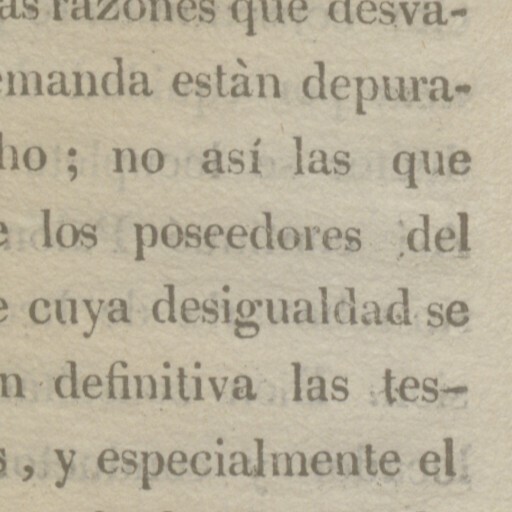 as razones que desva-
emanda estàn depura-
ho ; no así las que
e los poseedores del
e cuya desigualdad se
n definitiva las tes-
s , y especialmente el